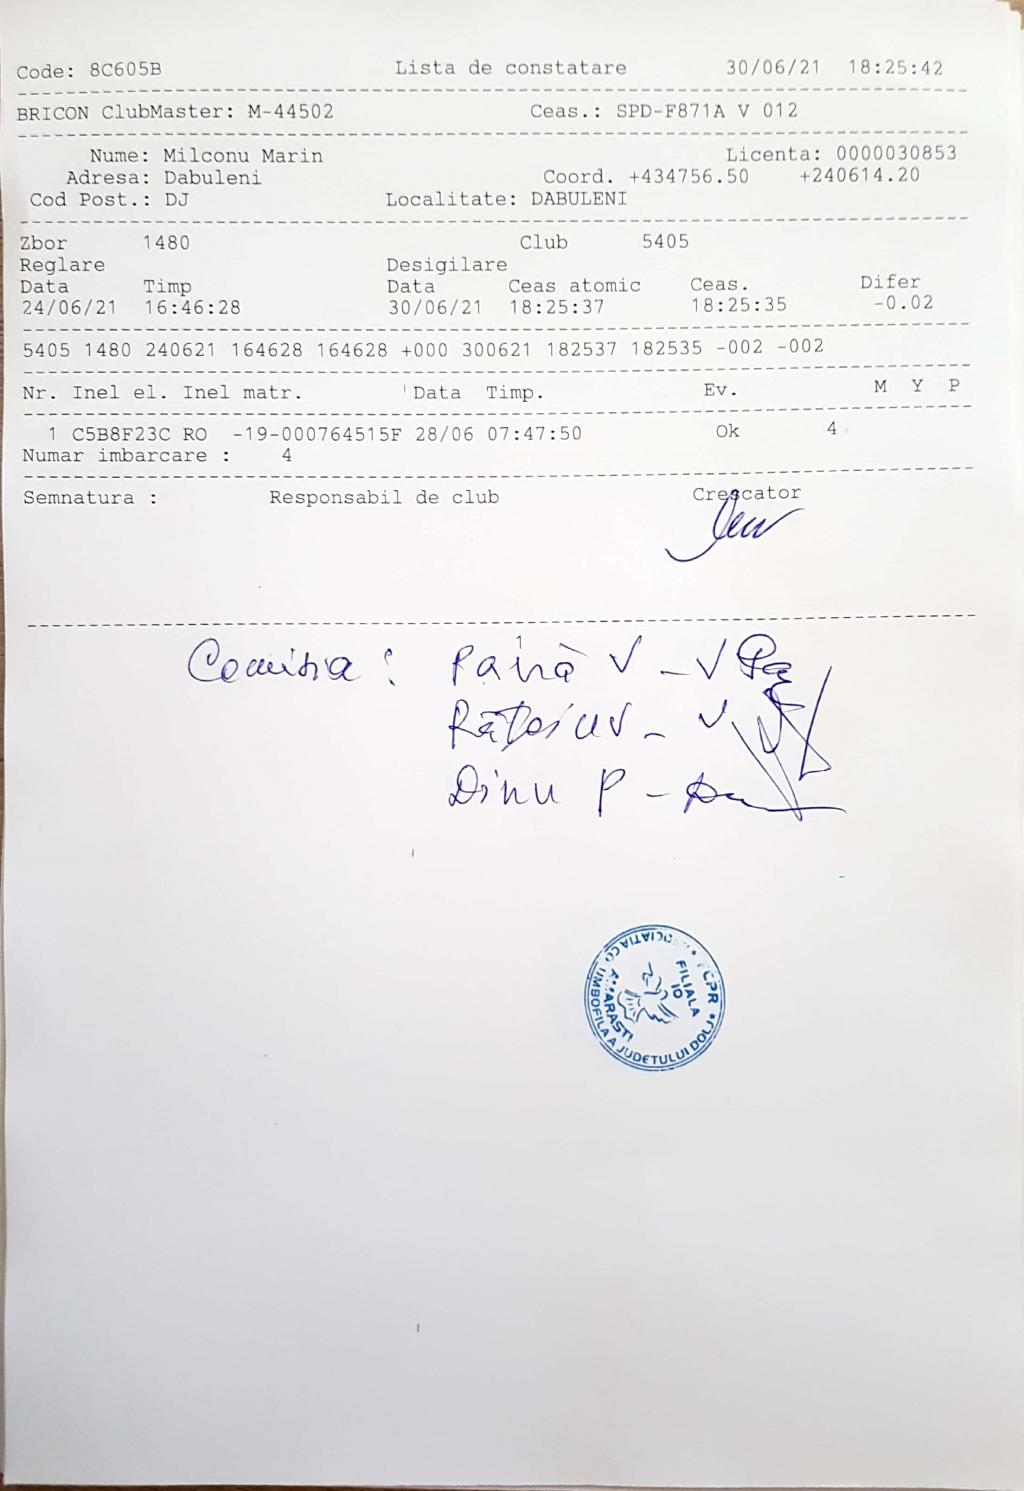 Code: 8C605B Lista de constatare 30/06/21 18:25:42
BRICON ClubMaster: M-44502 Ceas.: SPD-F871A V 012
Nume: Milconu Marin Licenta: 0000030853
Adresa: Dabuleni Coord. +434756.50 +240614.20
Cod Post.: DJ Localitate: DABULENI
Zbor 1480 Club 5405
Reglare Desigilare
Data Timp Data Ceas atomic Ceas. Difer
24/06/21 16:46:28 30/06/21 18:25:37 18:25:35 -0.02
5405 1480 240621 164628 164628 +000 300621 182537 182535 -002 -002
Nr. Inel el. Inel matr. Data Timp. Ev. M Y P
1 C5B8F23C RO -19-000764515F 28/06 07:47:50 Ok 4
Numar imbarcare : 4
Semnatura : Responsabil de club Crescator
Comisia :
Dinu P -
FCPR
FILIALA
10
JUDETULUI DOLJ